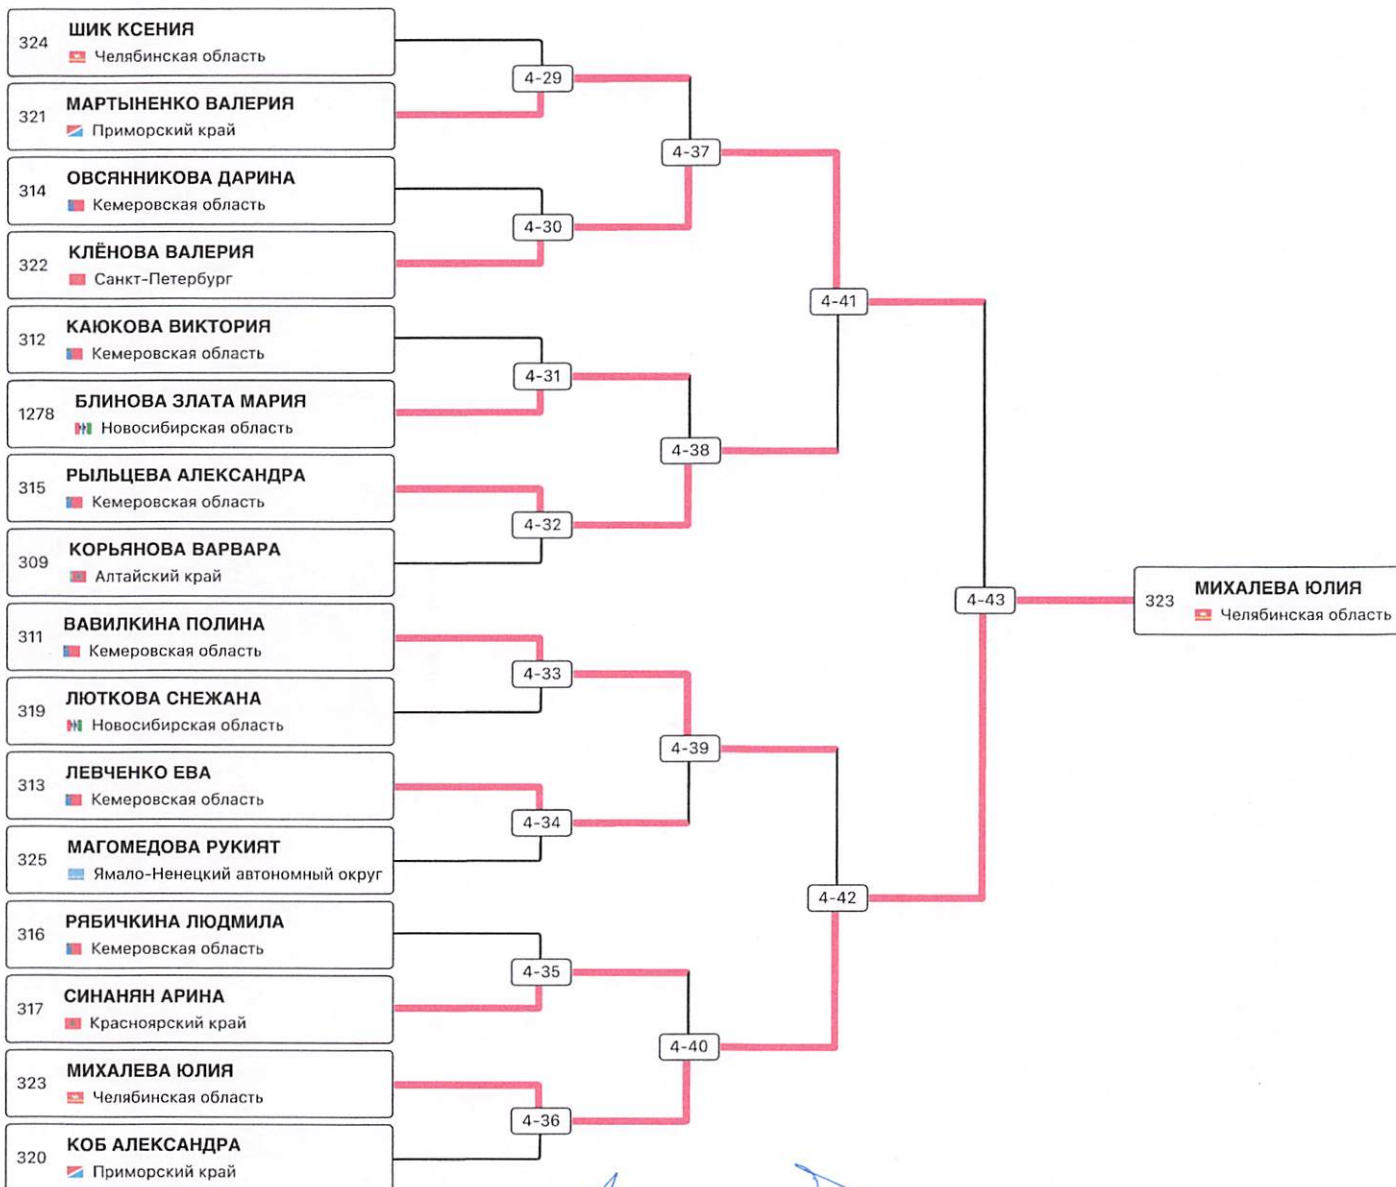 324 ШИК КСЕНИЯ
Челябинская область
321 МАРТЫНЕНКО ВАЛЕРИЯ
Приморский край
314 ОВСЯННИКОВА ДАРИНА
Кемеровская область
322 КЛЁНОВА ВАЛЕРИЯ
Санкт-Петербург
312 КАЮКОВА ВИКТОРИЯ
Кемеровская область
1278 БЛИНОВА ЗЛАТА МАРИЯ
Новосибирская область
315 РЫЛЬЦЕВА АЛЕКСАНДРА
Кемеровская область
309 КОРЬЯНОВА ВАРВАРА
Алтайский край
311 ВАВИЛКИНА ПОЛИНА
Кемеровская область
319 ЛЮТКОВА СНЕЖАНА
Новосибирская область
313 ЛЕВЧЕНКО ЕВА
Кемеровская область
325 МАГОМЕДОВА РУКИЯТ
Ямало-Ненецкий автономный округ
316 РЯБИЧКИНА ЛЮДМИЛА
Кемеровская область
317 СИНАНЯН АРИНА
Красноярский край
323 МИХАЛЕВА ЮЛИЯ
Челябинская область
320 КОБ АЛЕКСАНДРА
Приморский край
4-29
4-30
4-31
4-32
4-33
4-34
4-35
4-36
4-37
4-38
4-39
4-40
4-41
4-42
4-43
323 МИХАЛЕВА ЮЛИЯ
Челябинская область